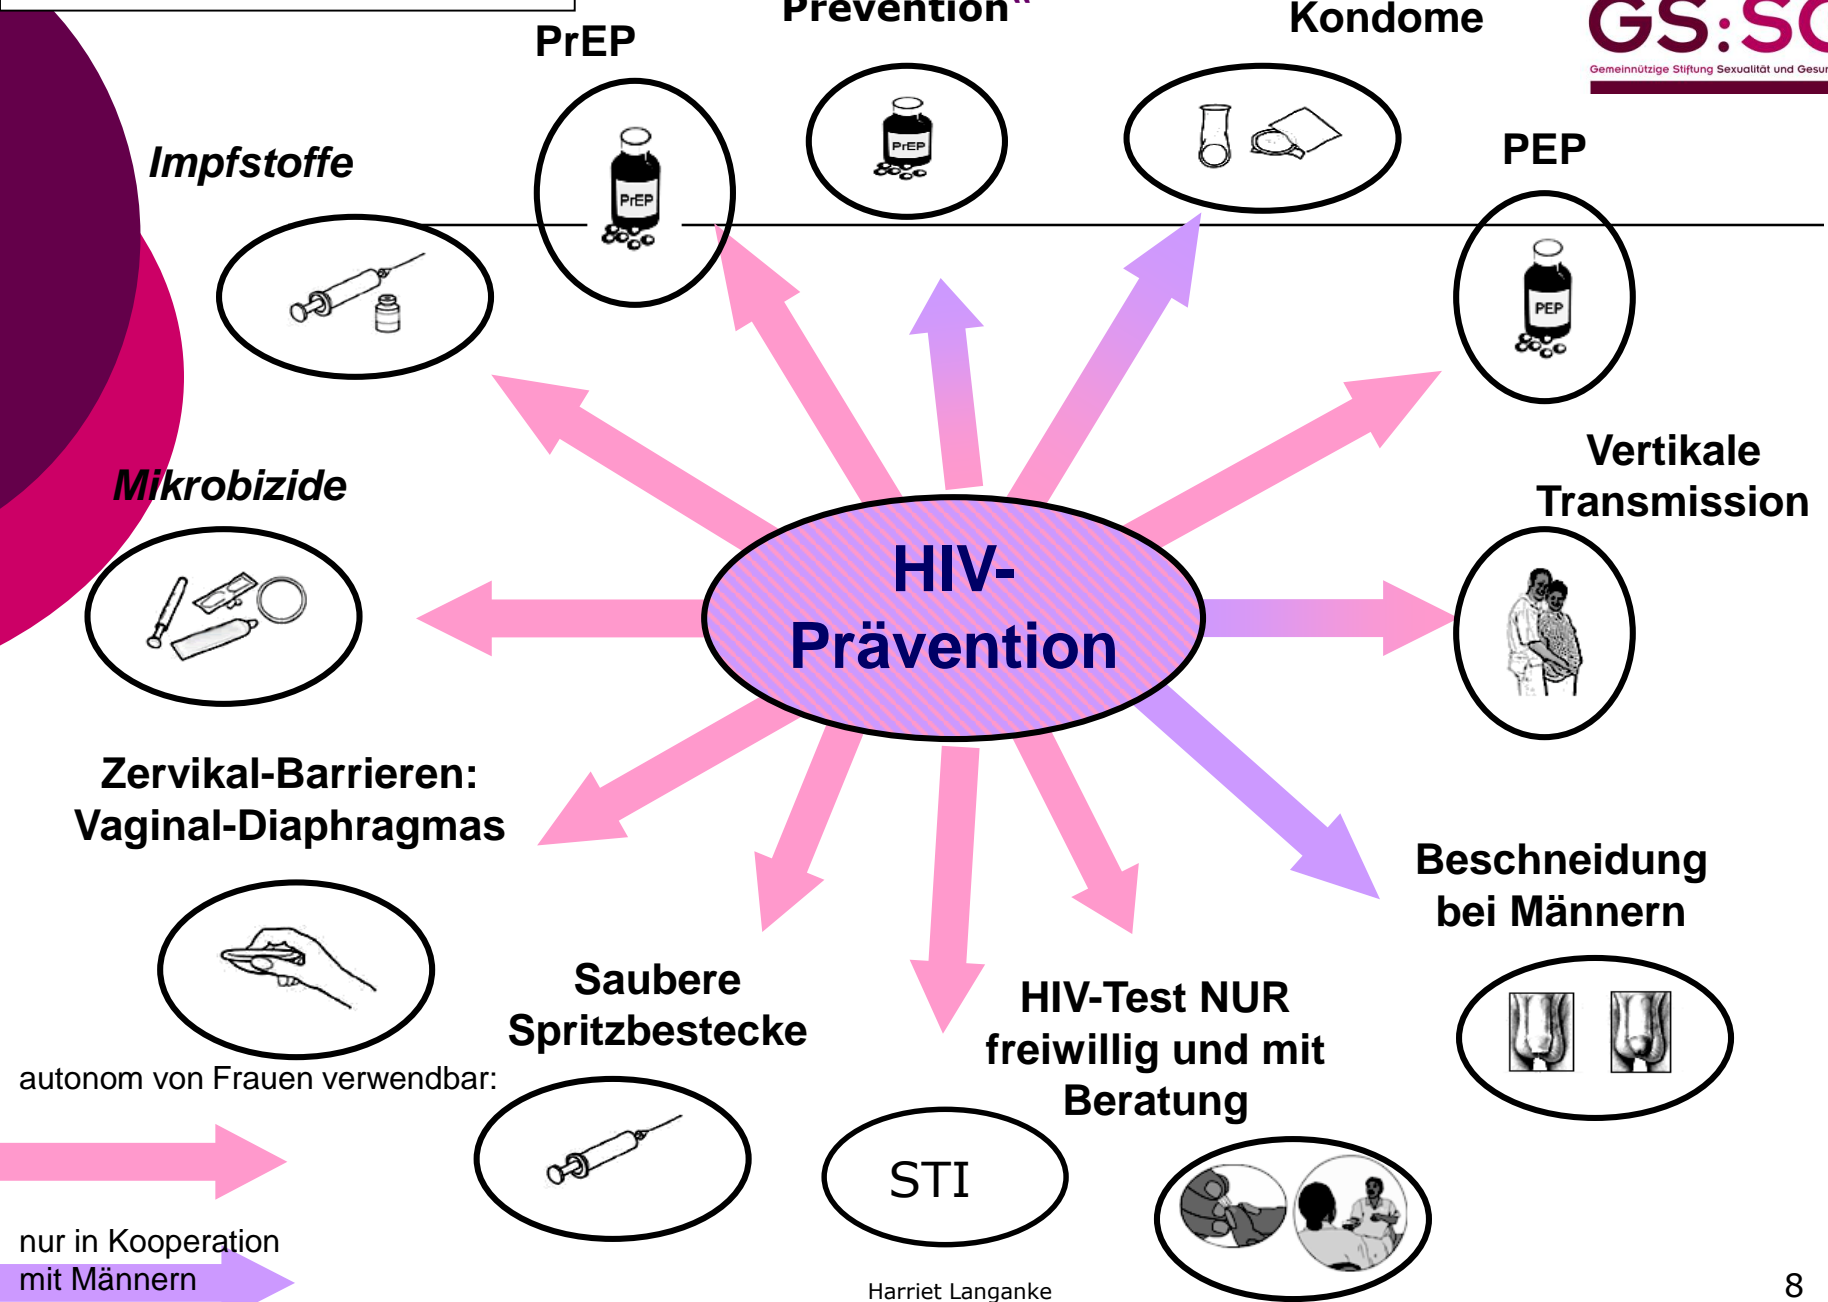 Prevention“
Kondome
GS:S
Gemeinnützige Stiftung Sexualität und
PrEP
PrEP
PrEP
Impfstoffe
PEP
PEP
Vertikale
Transmission
Mikrobizide
HIV-
Prävention
Zervikal-Barrieren:
Vaginal-Diaphragmas
Beschneidung
bei Männern
Saubere
Spritzbestecke
HIV-Test NUR
freiwillig und mit
Beratung
autonom von Frauen verwendbar:
STI
nur in Kooperation
mit Männern
Harriet Langanke
8